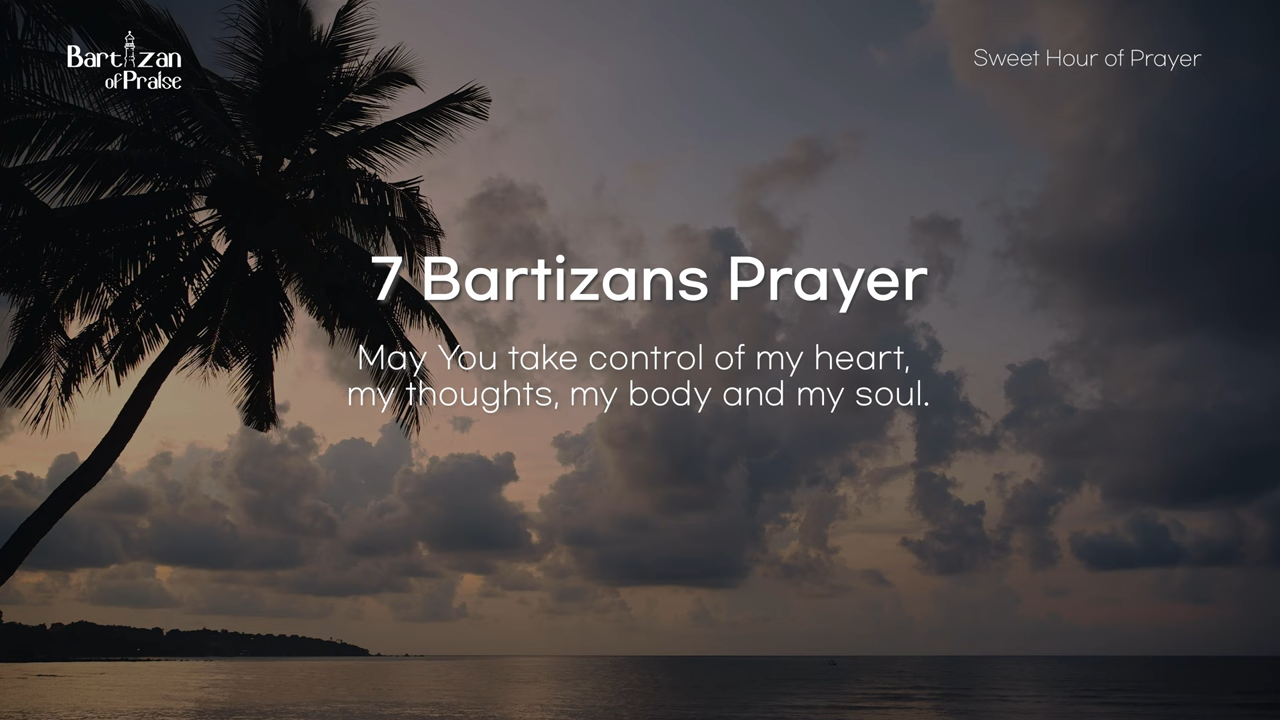 Bartizan
of Praise
Sweet Hour of Prayer
7 Bartizans Prayer
May You take control of my heart,
my thoughts, my body and my soul.